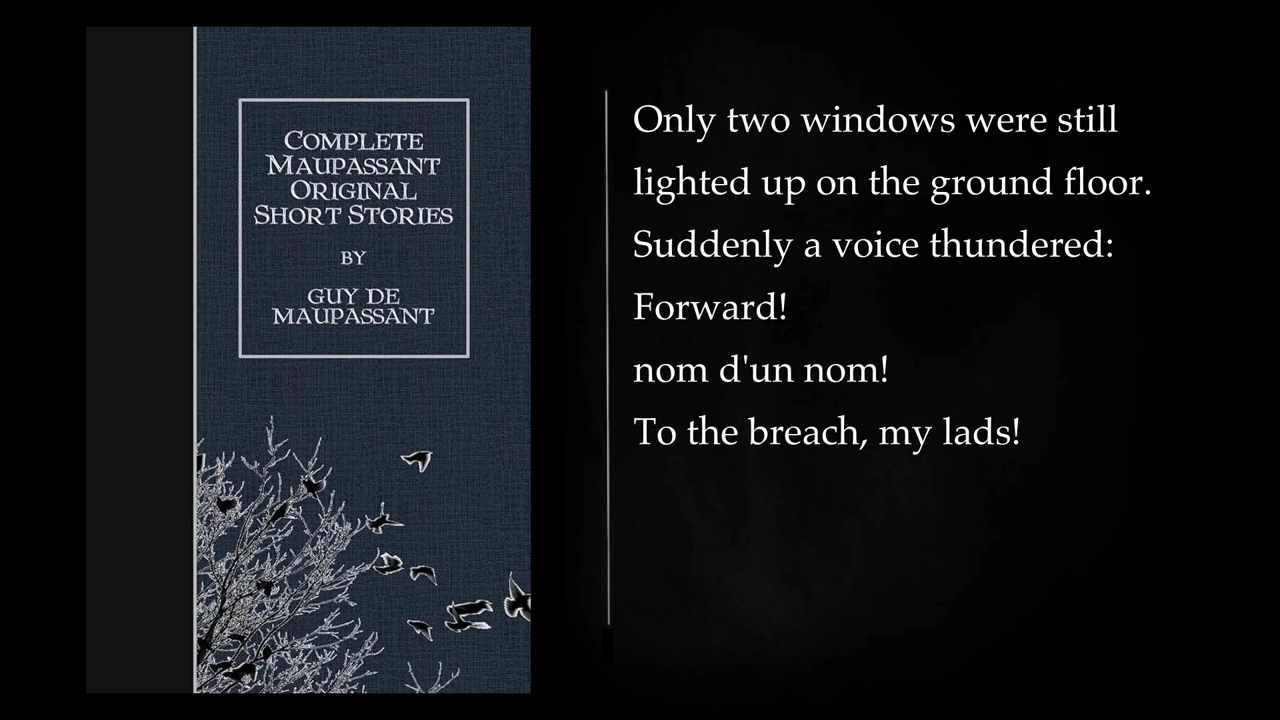 COMPLETE
MAUPASSANT
ORIGINAL
SHORT STORIES
BY
GUY DE
MAUPASSANT
Only two windows were still
lighted up on the ground floor.
Suddenly a voice thundered:
Forward!
nom d'un nom!
To the breach, my lads!